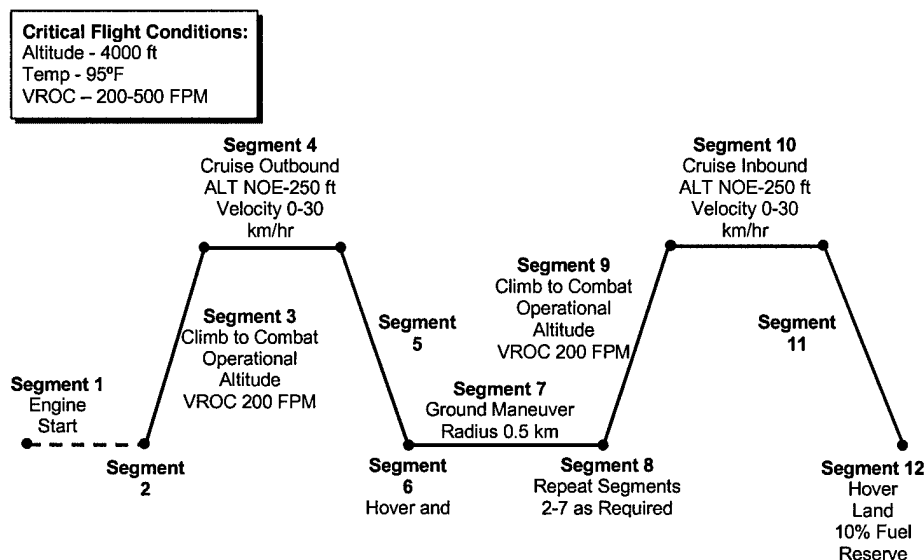 Critical Flight Conditions:
Altitude - 4000 ft
Temp - 95ºF
VROC – 200-500 FPM
Segment 4
Cruise Outbound
ALT NOE-250 ft
Velocity 0-30
km/hr
Segment 10
Cruise Inbound
ALT NOE-250 ft
Velocity 0-30
km/hr
Segment 3
Climb to Combat
Operational
Altitude
VROC 200 FPM
Segment
5
Segment 9
Climb to Combat
Operational
Altitude
VROC 200 FPM
Segment
11
Segment 1
Engine
Start
Segment
2
Segment 7
Ground Maneuver
Radius 0.5 km
Segment
6
Hover and
Segment 8
Repeat Segments
2-7 as Required
Segment 12
Hover
Land
10% Fuel
Reserve